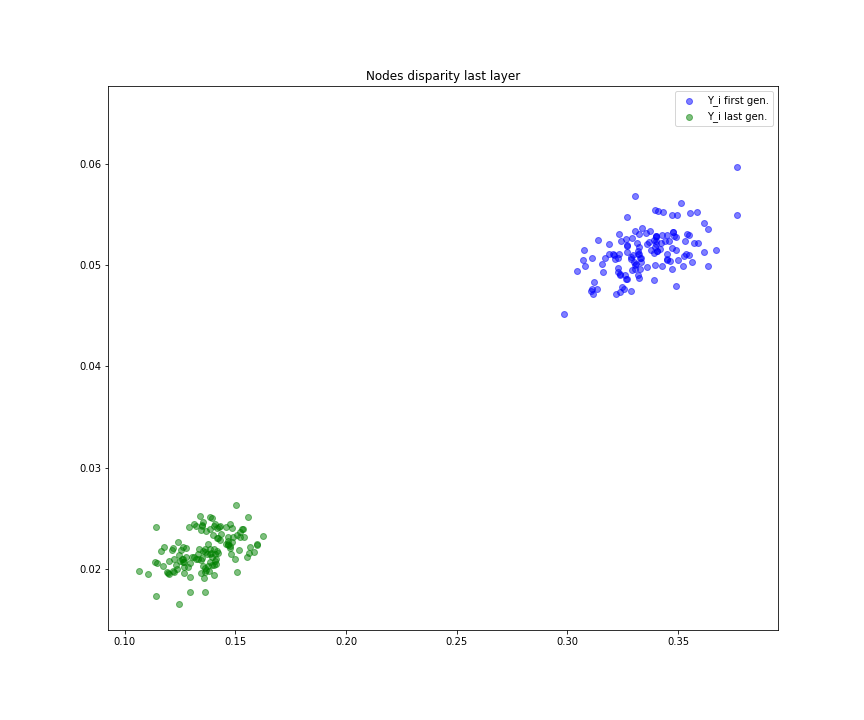 Nodes disparity last layer
Y_i first gen.
Y_i last gen.
0.06
0.05
0.04
0.03
0.02
0.10 0.15 0.20 0.25 0.30 0.35